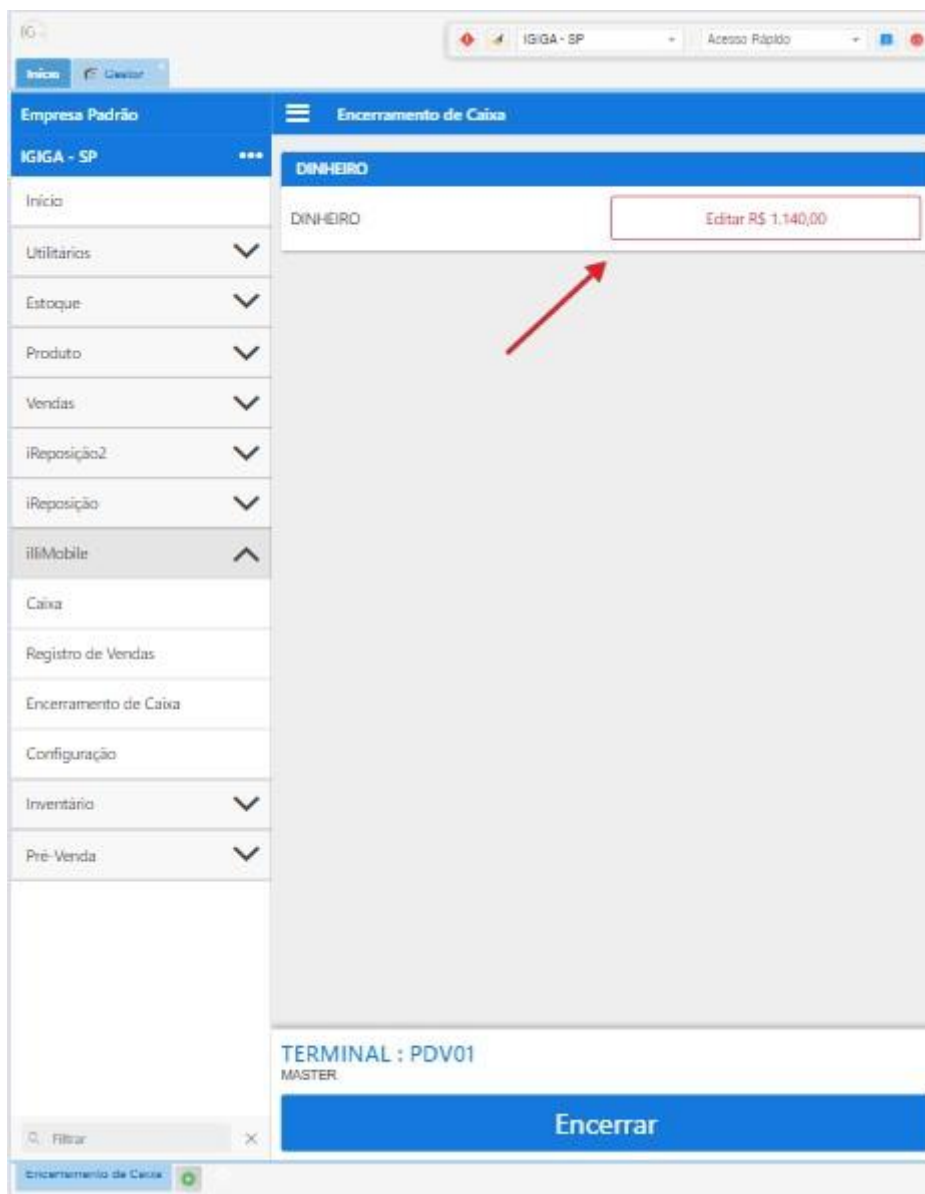 IGIGA - SP
Acesso Rápido
Início
Gestor
Empresa Padrão
Encerramento de Caixa
IGIGA - SP
DINHEIRO
Início
DINHEIRO
Editar R$ 1.140,00
Utilitários
Estoque
Produto
Vendas
iReposição2
iReposição
illiMobile
Caixa
Registro de Vendas
Encerramento de Caixa
Configuração
Inventário
Pré-Venda
TERMINAL : PDV01
MASTER
Encerrar
Filtrar
Encerramento de Caixa